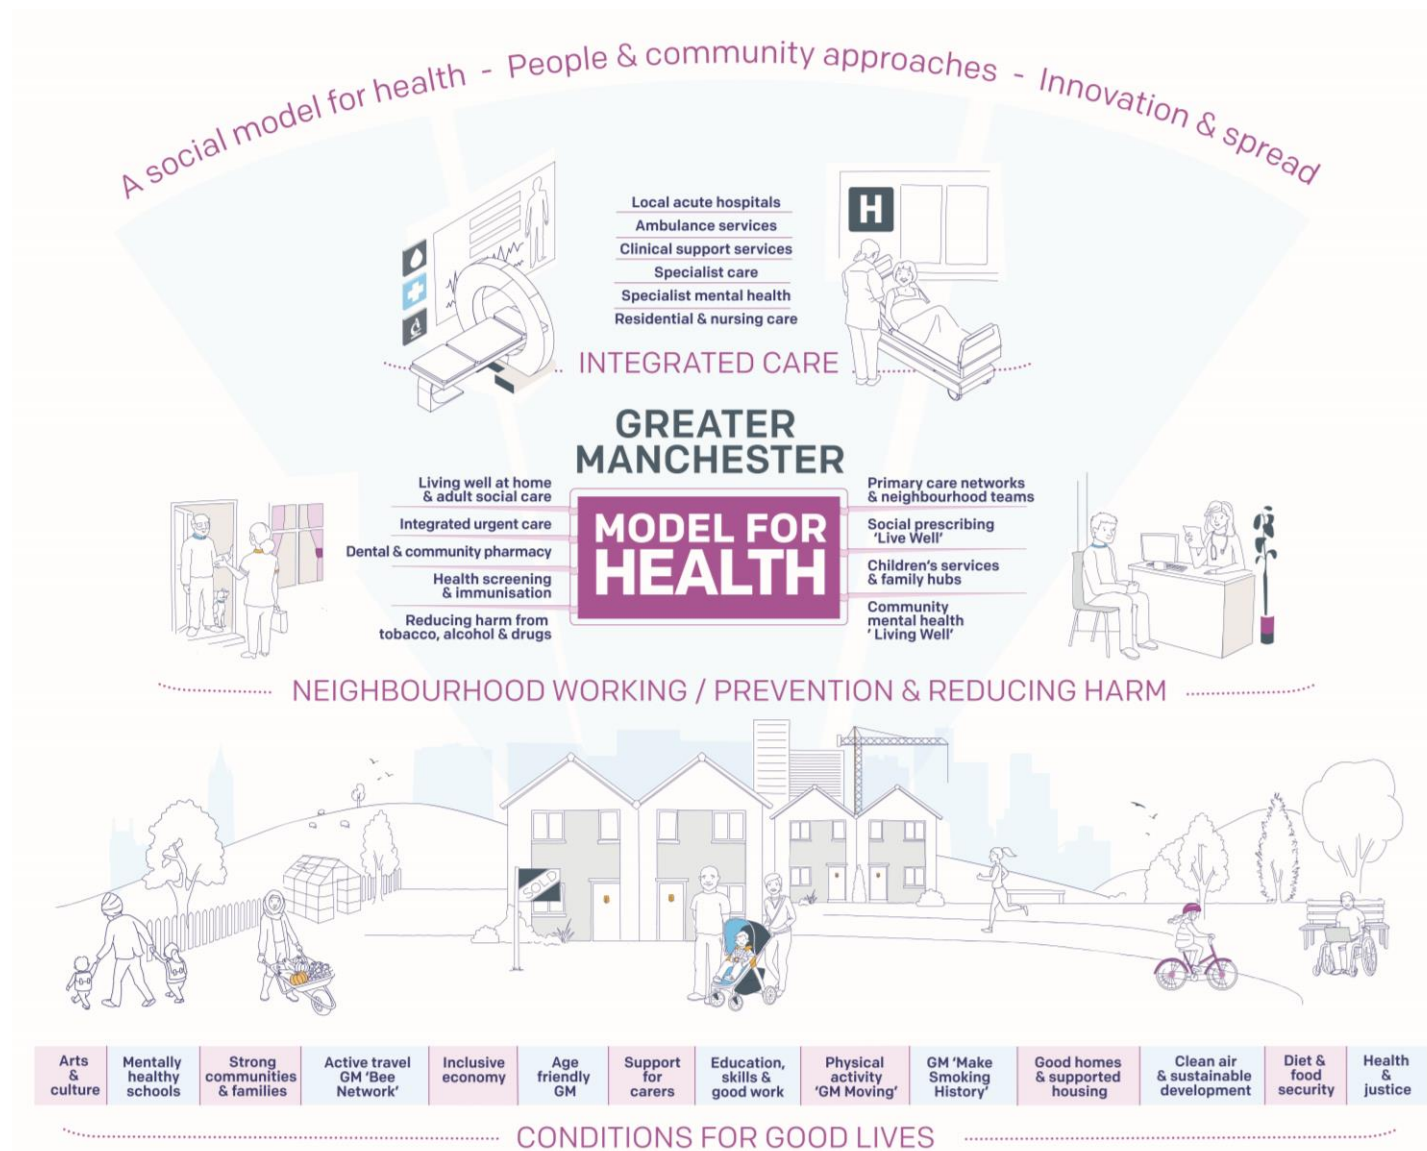 A social model for health - People & community approaches - Innovation & spread
H
Local acute hospitals
Ambulance services
Clinical support services
Specialist care
Specialist mental health
Residential & nursing care
INTEGRATED CARE
GREATER
MANCHESTER
MODEL FOR
HEALTH
Living well at home
& adult social care
Integrated urgent care
Dental & community pharmacy
Health screening
& immunisation
Reducing harm from
tobacco, alcohol & drugs
Primary care networks
& neighbourhood teams
Social prescribing
'Live Well'
Children's services
& family hubs
Community
mental health
' Living Well'
NEIGHBOURHOOD WORKING / PREVENTION & REDUCING HARM
SOLD
Arts
&
culture
Mentally
healthy
schools
Strong
communities
& families
Active travel
GM 'Bee
Network'
Inclusive
economy
Age
friendly
GM
Support
for
carers
Education,
skills &
good work
Physical
activity
'GM Moving'
GM 'Make
Smoking
History'
Good homes
& supported
housing
Clean air
& sustainable
development
Diet &
food
security
Health
&
justice
CONDITIONS FOR GOOD LIVES